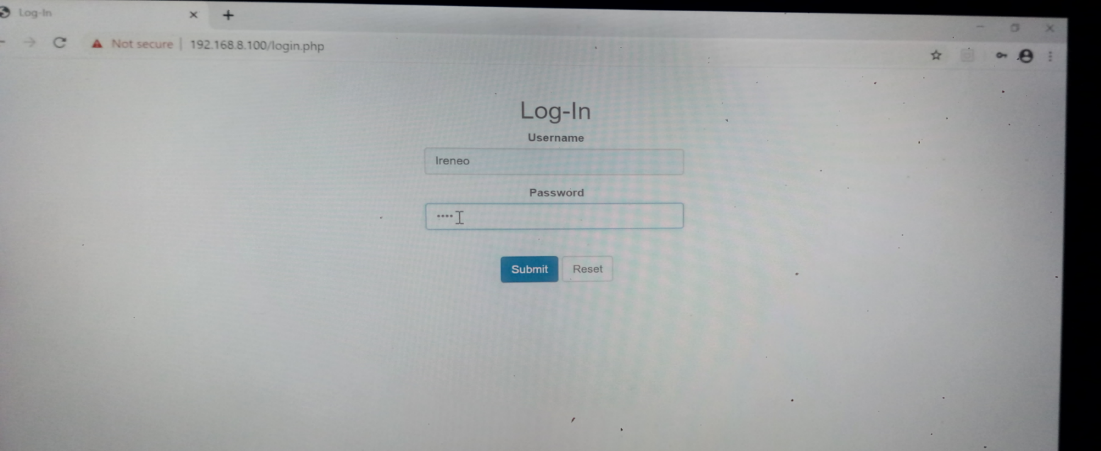 Log-In
Not secure | 192.168.8.100/login.php
Log-In
Username
Ireneo
Password
••••
Submit Reset